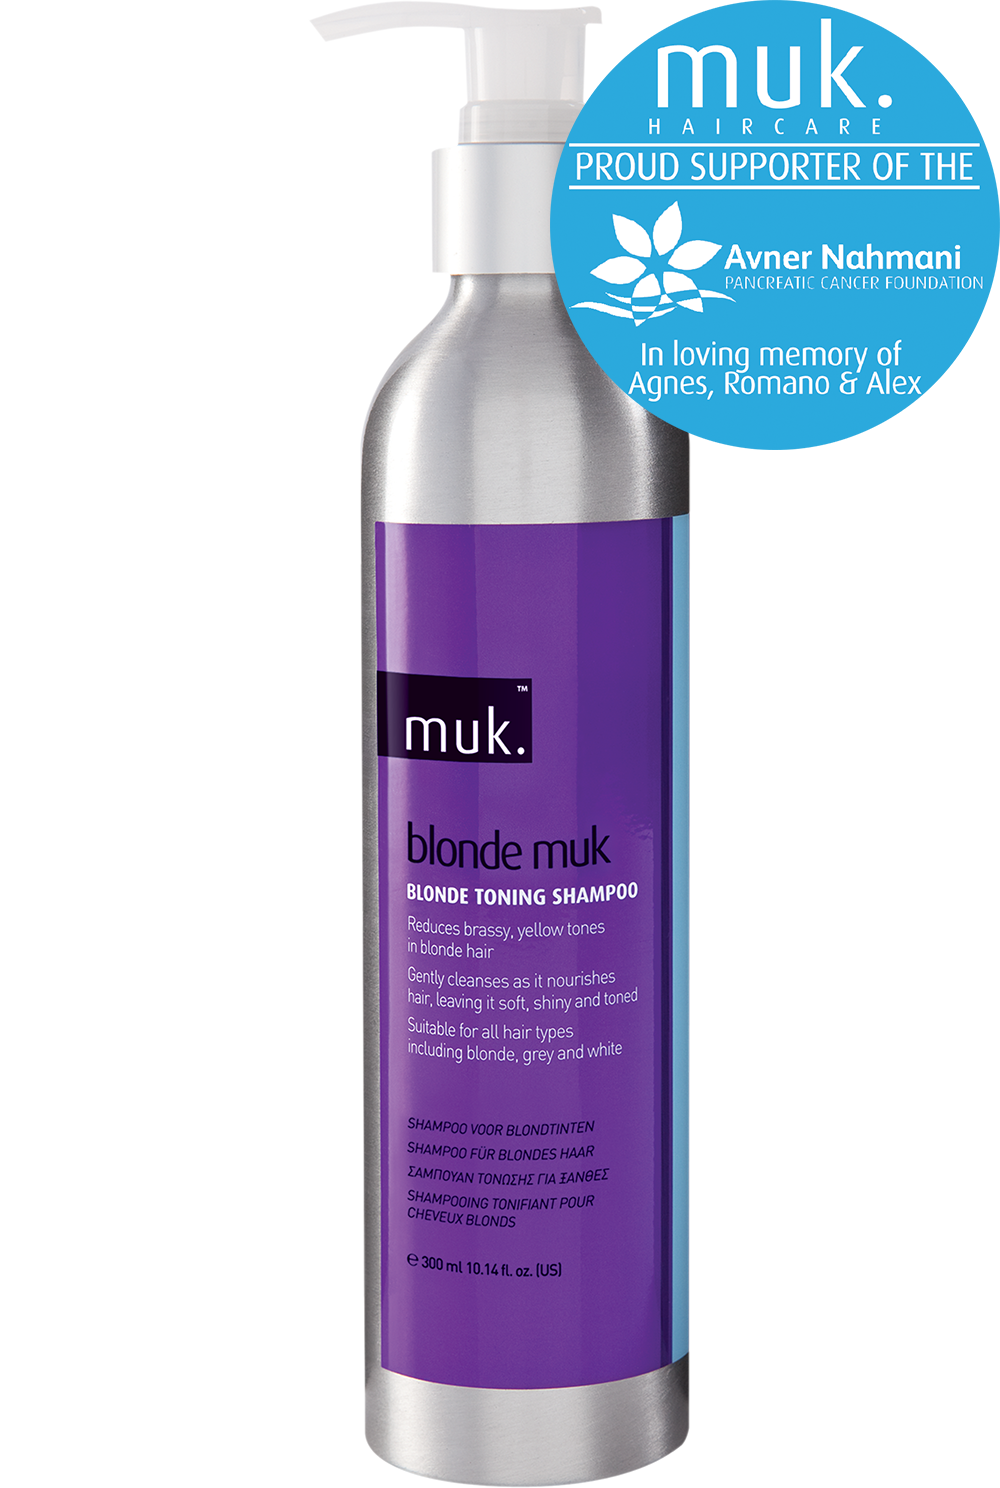 muk.
HAIRCARE
PROUD SUPPORTER OF THE
Avner Nahmani
PANCREATIC CANCER FOUNDATION
In loving memory of
Agnes, Romano & Alex
muk.™
blonde muk
BLONDE TONING SHAMPOO
Reduces brassy, yellow tones
in blonde hair
Gently cleanses as it nourishes
hair, leaving it soft, shiny and toned
Suitable for all hair types
including blonde, grey and white
SHAMPOO VOOR BLONDTINTEN
SHAMPOO FÜR BLONDES HAAR
ΣΑΜΠΟΥΑΝ ΤΟΝΩΣΗΣ ΓΙΑ ΞΑΝΘΕΣ
SHAMPOOING TONIFIANT POUR
CHEVEUX BLONDS
℮ 300 ml 10.14 fl. oz. (US)